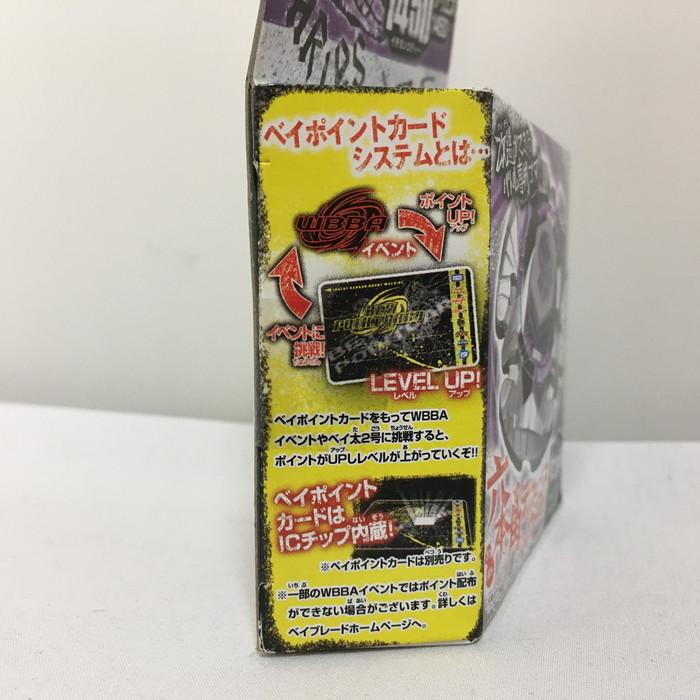 ベイポイントカード
システムとは…
WBBA
イベント
ポイント
UP!
アップ
イベントに
挑戦!
LEVEL UP!
レベル アップ
ベイポイントカードをもってWBBA
イベントやベイ太2号に挑戦すると、
ポイントがUPしレベルが上がっていくぞ!!
ベイポイント
カードは
ICチップ内蔵!
※ベイポイントカードは別売りです。
※一部のWBBAイベントではポイント配布
ができない場合がございます。詳しくは
ベイブレードホームページへ。